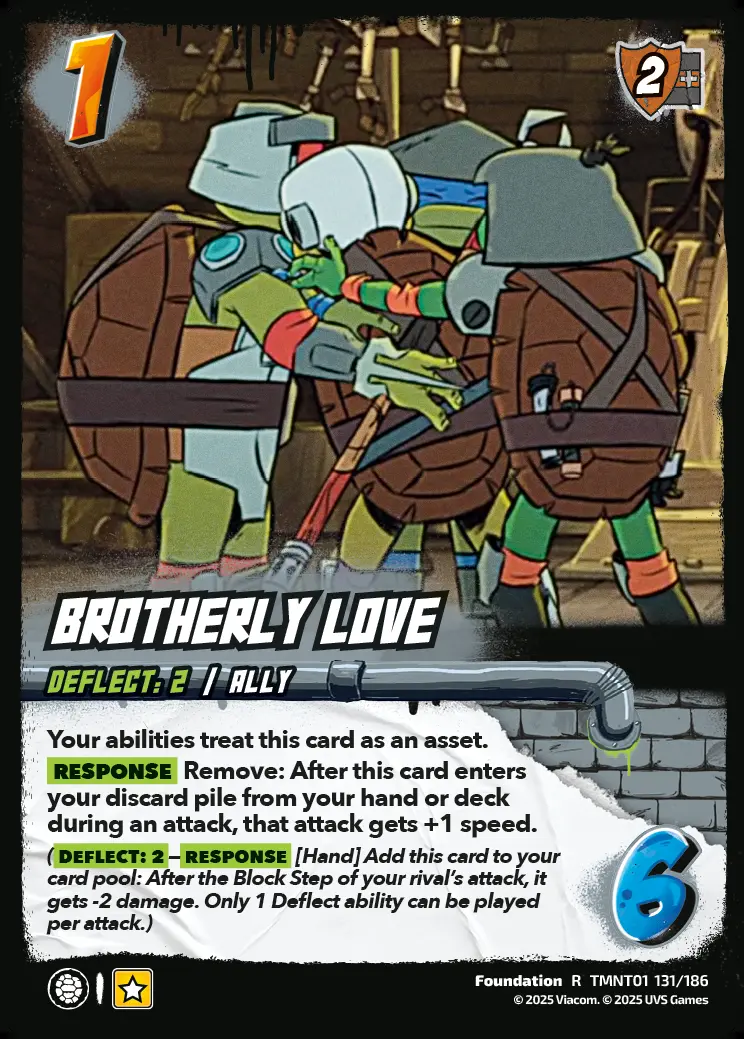 1
2
BROTHERLY LOVE
DEFLECT: 2 | ALLY
Your abilities treat this card as an asset.
RESPONSE Remove: After this card enters
your discard pile from your hand or deck
during an attack, that attack gets +1 speed.
(DEFLECT: 2 – RESPONSE [Hand] Add this card to your
card pool: After the Block Step of your rival's attack, it
gets -2 damage. Only 1 Deflect ability can be played
per attack.)
6
Foundation R TMNT01 131/186
© 2025 Viacom. © 2025 UVS Games